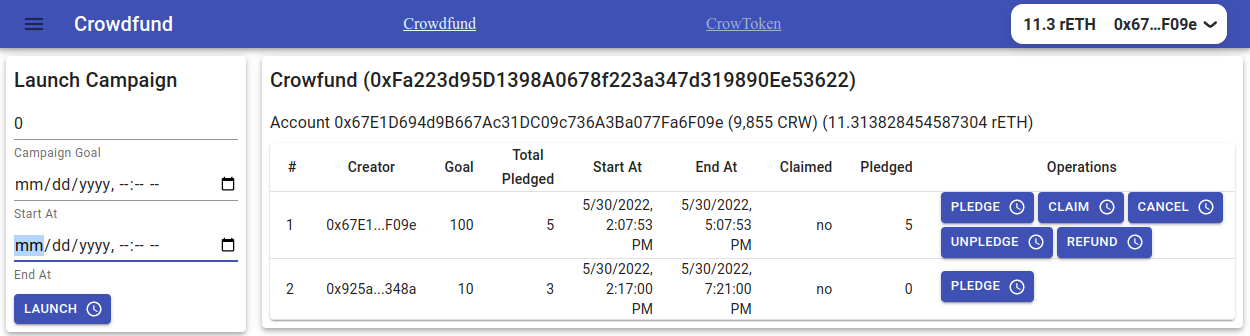 Crowdfund
Crowdfund
CrowToken
11.3 rETH 0x67...F09e
Launch Campaign
0
Campaign Goal
mm/dd/yyyy, --:-- --
Start At
mm/dd/yyyy, --:-- --
End At
LAUNCH
Crowfund (0xFa223d95D1398A0678f223a347d319890Ee53622)
Account 0x67E1D694d9B667Ac31DC09c736A3Ba077Fa6F09e (9,855 CRW) (11.313828454587304 rETH)
# Creator Goal Total Pledged Start At End At Claimed Pledged Operations
1 0x67E1...F09e 100 5 5/30/2022, 2:07:53 PM 5/30/2022, 5:07:53 PM no 5 PLEDGE CLAIM CANCEL
UNPLEDGE REFUND
2 0x925a...348a 10 3 5/30/2022, 2:17:00 PM 5/30/2022, 7:21:00 PM no 0 PLEDGE